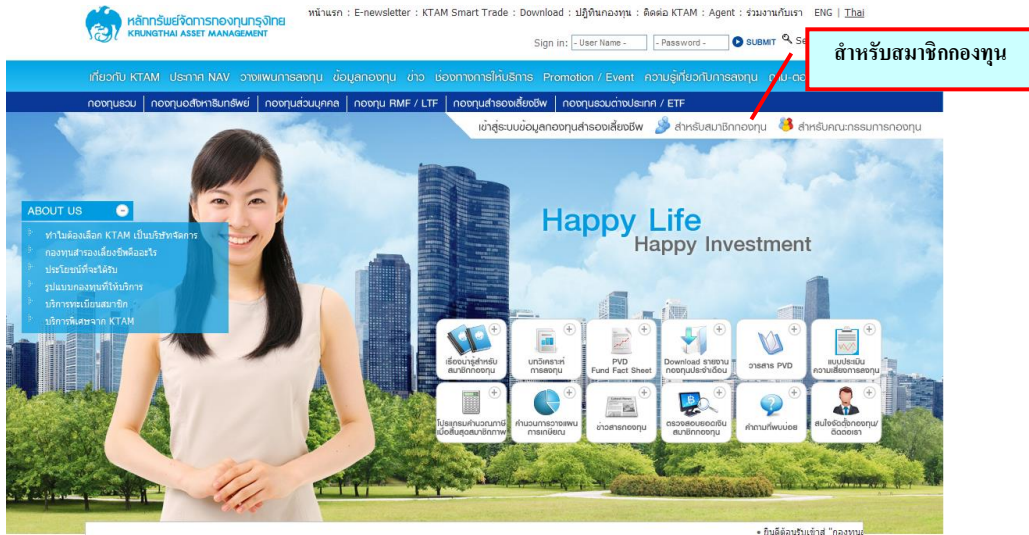 หลักทรัพย์จัดการกองทุนกรุงไทย
KRUNGTHAI ASSET MANAGEMENT
หน้าแรก : E-newsletter : KTAM Smart Trade : Download : ปฏิทินกองทุน : ติดต่อ KTAM : Agent : ร่วมงานกับเรา ENG | Thai
Sign in: - User Name - - Password - SUBMIT
สำหรับสมาชิกกองทุน
เกี่ยวกับ KTAM ประกาศ NAV วางแผนการลงทุน ข้อมูลกองทุน ข่าว ช่องทางการให้บริการ Promotion / Event ความรู้เกี่ยวกับการลงทุน
กองทุนรวม | กองทุนอสังหาริมทรัพย์ | กองทุนส่วนบุคคล | กองทุน RMF / LTF | กองทุนสำรองเลี้ยงชีพ | กองทุนรวมต่างประเทศ / ETF
เข้าสู่ระบบข้อมูลกองทุนสำรองเลี้ยงชีพ สำหรับสมาชิกกองทุน สำหรับคณะกรรมการกองทุน
ABOUT US
ทำไมต้องเลือก KTAM เป็นบริษัทจัดการ
กองทุนสำรองเลี้ยงชีพคืออะไร
ประโยชน์ที่จะได้รับ
รูปแบบกองทุนที่ให้บริการ
บริการทะเบียนสมาชิก
บริการพิเศษจาก KTAM
Happy Life
Happy Investment
เรื่องน่ารู้สำหรับ
สมาชิกกองทุน
บทวิเคราะห์
การลงทุน
PVD
Fund Fact Sheet
Download รายงาน
กองทุนประจำเดือน
วารสาร PVD
แบบประเมิน
ความเสี่ยงการลงทุน
โปรแกรมคำนวณภาษี
เมื่อสิ้นสุดสมาชิกภาพ
คำนวนการวางแผน
การเกษียณ
ข่าวสารกองทุน
ตรวจสอบยอดเงิน
สมาชิกกองทุน
คำถามที่พบบ่อย
สนใจจัดตั้งกองทุน/
ติดต่อเรา
• ยินดีต้อนรับเข้าสู่ "กองทุน